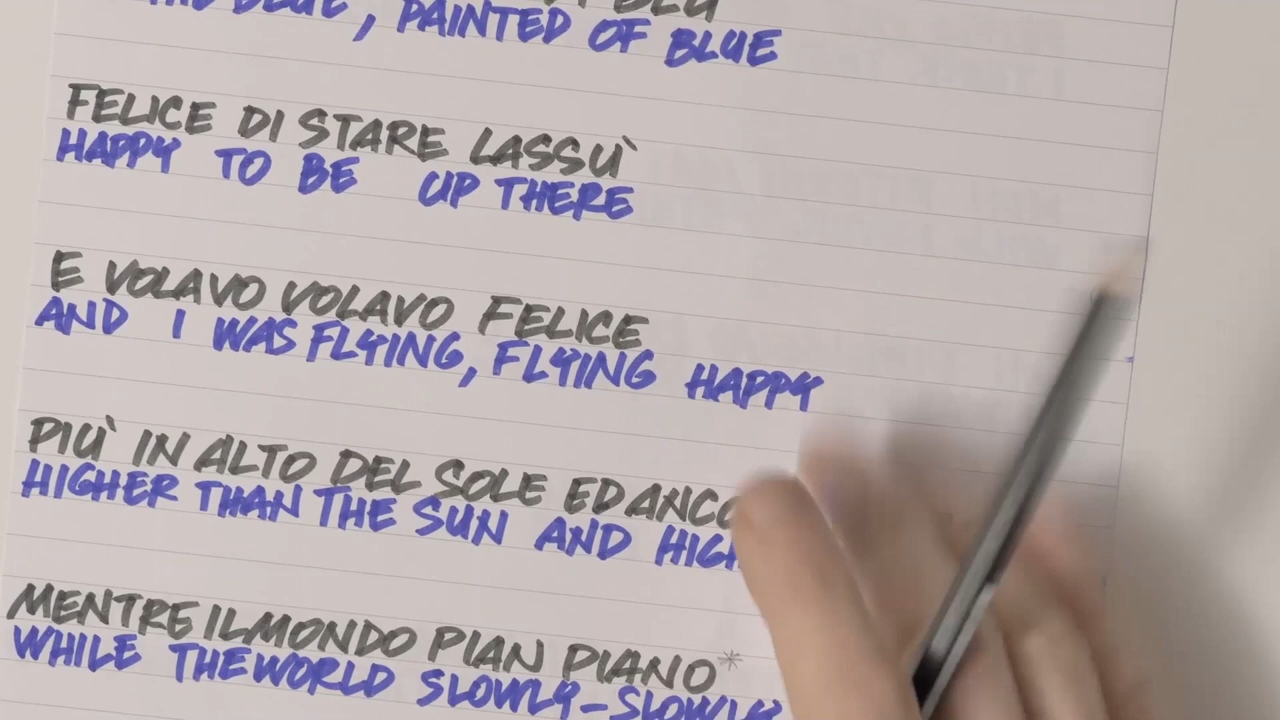 BLUE, PAINTED OF BLUE
FELICE DI STARE LASSÙ
HAPPY TO BE UP THERE
E VOLAVO VOLAVO FELICE
AND I WAS FLYING, FLYING HAPPY
PIÙ IN ALTO DEL SOLE ED
HIGHER THAN THE SUN AND
MENTRE IL MONDO PIAN PIANO*
WHILE THE WORLD SLOWLY-SLOWLY